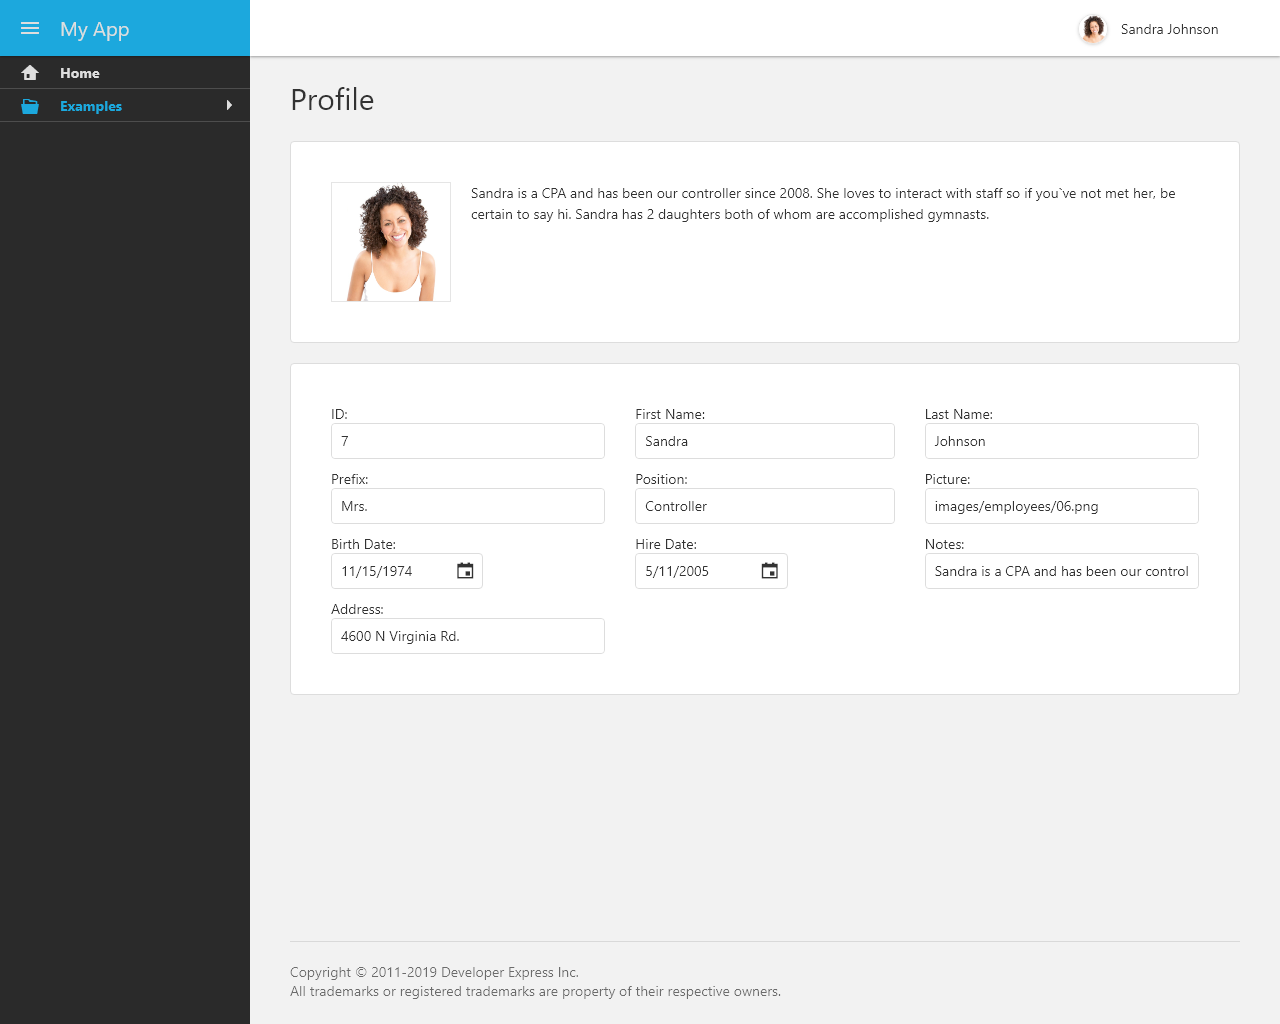 My App
Sandra Johnson
Home
Examples
Profile
Sandra is a CPA and has been our controller since 2008. She loves to interact with staff so if you`ve not met her, be
certain to say hi. Sandra has 2 daughters both of whom are accomplished gymnasts.
ID:
7
First Name:
Sandra
Last Name:
Johnson
Prefix:
Mrs.
Position:
Controller
Picture:
images/employees/06.png
Birth Date:
11/15/1974
Hire Date:
5/11/2005
Notes:
Sandra is a CPA and has been our control
Address:
4600 N Virginia Rd.
Copyright © 2011-2019 Developer Express Inc.
All trademarks or registered trademarks are property of their respective owners.